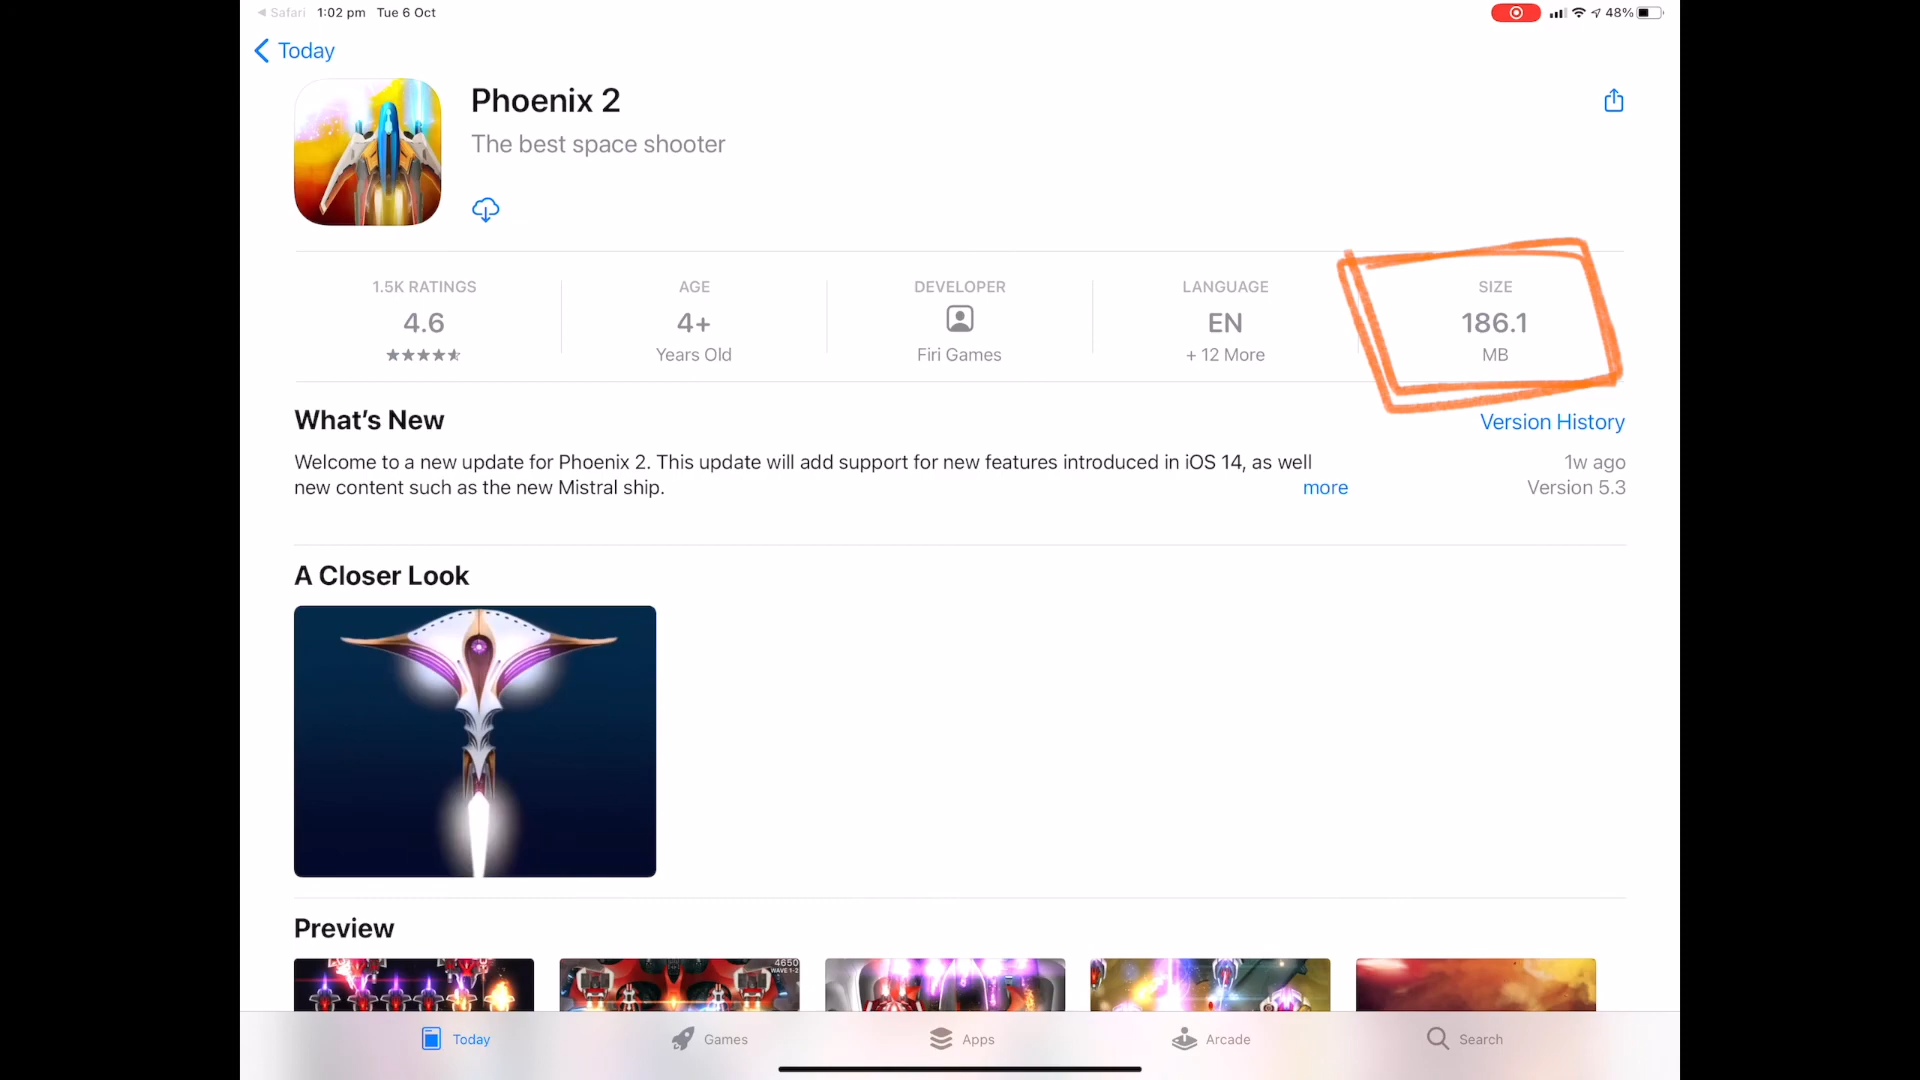 Safari 1:02 pm Tue 6 Oct 48%
Today
Phoenix 2
The best space shooter
1.5K RATINGS
4.6
AGE
4+
Years Old
DEVELOPER
Firi Games
LANGUAGE
EN
+ 12 More
SIZE
186.1
MB
What's New
Version History
Welcome to a new update for Phoenix 2. This update will add support for new features introduced in iOS 14, as well
new content such as the new Mistral ship.
more
1w ago
Version 5.3
A Closer Look
Preview
4650
WAVE 1-2
Today
Games
Apps
Arcade
Search